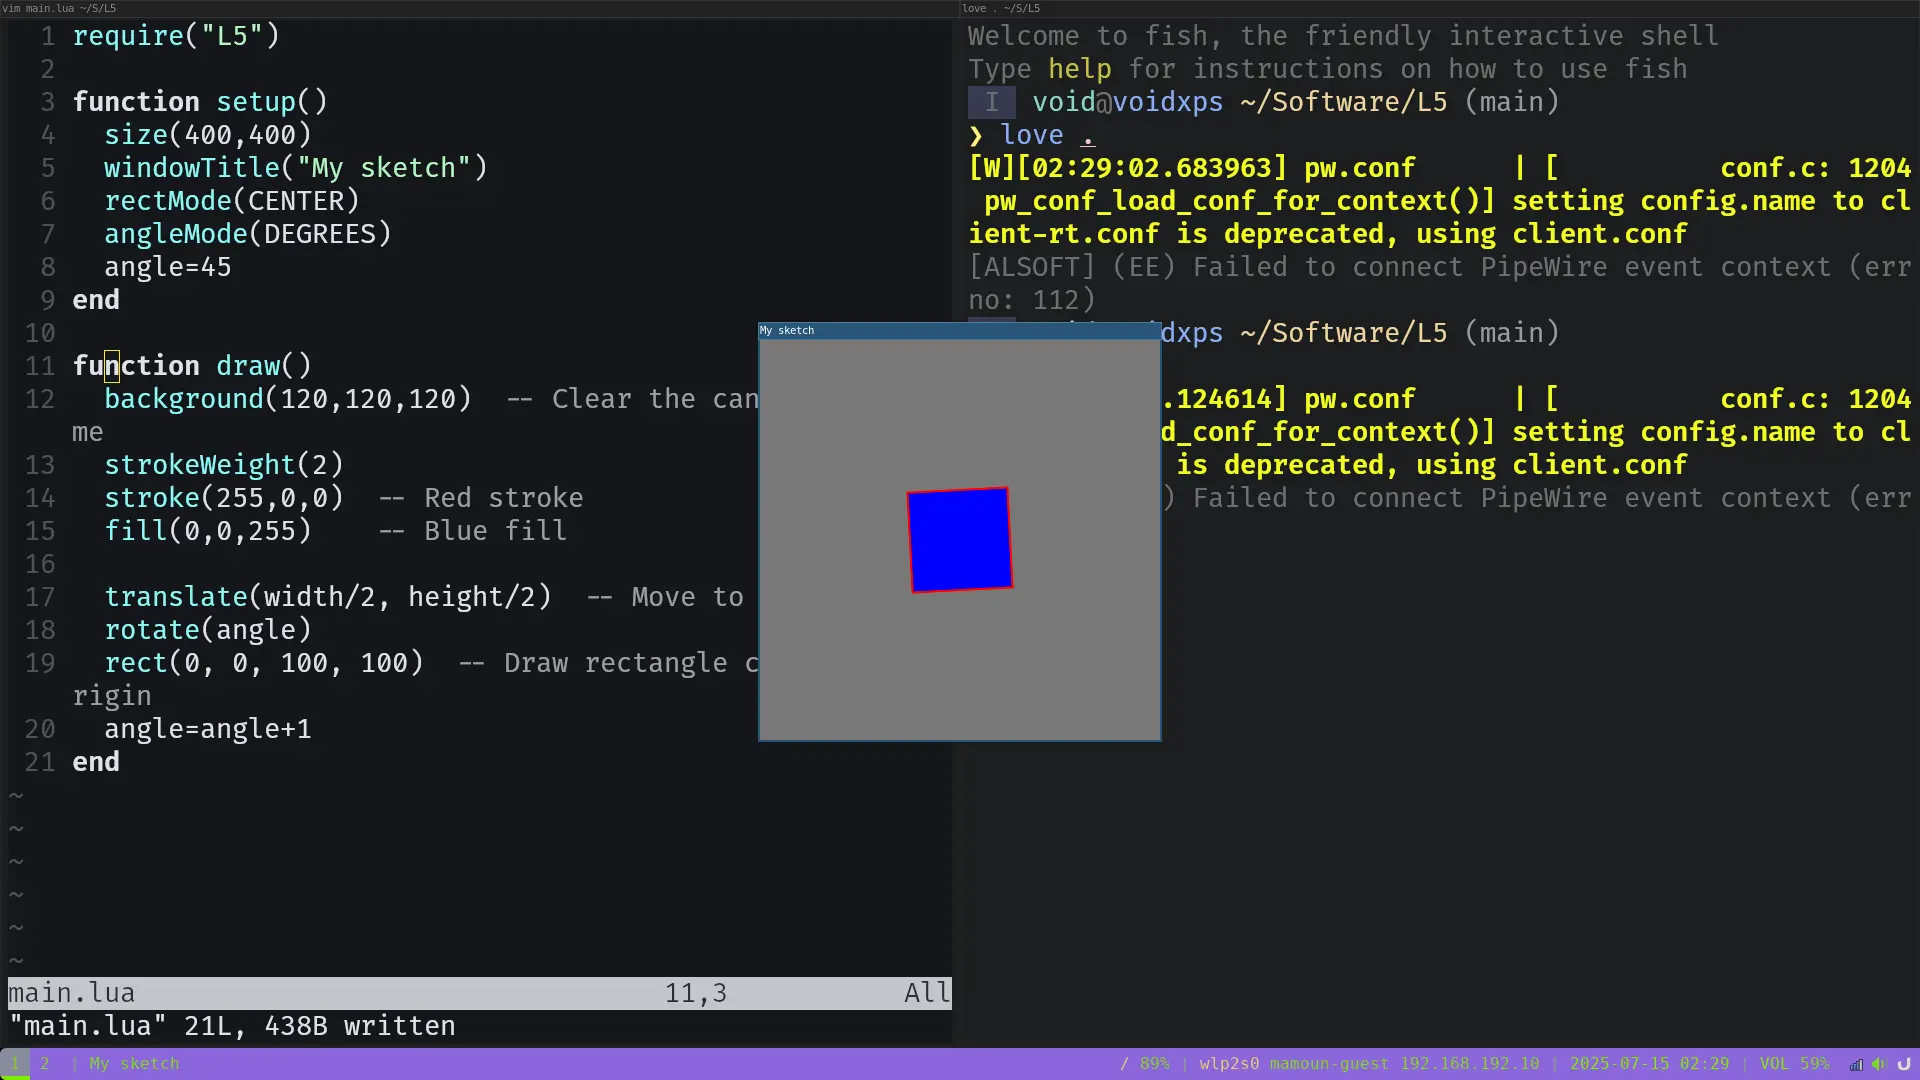 vim main.lua ~/S/L5
1 require("L5")
2
3 function setup()
4 size(400,400)
5 windowTitle("My sketch")
6 rectMode(CENTER)
7 angleMode(DEGREES)
8 angle=45
9 end
10
11 function draw()
12 background(120,120,120) -- Clear the can
me
13 strokeWeight(2)
14 stroke(255,0,0) -- Red stroke
15 fill(0,0,255) -- Blue fill
16
17 translate(width/2, height/2) -- Move to
18 rotate(angle)
19 rect(0, 0, 100, 100) -- Draw rectangle c
rigin
20 angle=angle+1
21 end
~
~
~
~
~
~
main.lua 11,3 All
"main.lua" 21L, 438B written
love . ~/S/L5
Welcome to fish, the friendly interactive shell
Type help for instructions on how to use fish
I void@voidxps ~/Software/L5 (main)
❯ love .
[W][02:29:02.683963] pw.conf | [ conf.c: 1204
pw_conf_load_conf_for_context()] setting config.name to cl
ient-rt.conf is deprecated, using client.conf
[ALSOFT] (EE) Failed to connect PipeWire event context (err
no: 112)
dxps ~/Software/L5 (main)
.124614] pw.conf | [ conf.c: 1204
d_conf_for_context()] setting config.name to cl
is deprecated, using client.conf
) Failed to connect PipeWire event context (err
My sketch
1 2 | My sketch
/ 89% | wlp2s0 mamoun-guest 192.168.192.10 | 2025-07-15 02:29 | VOL 59%